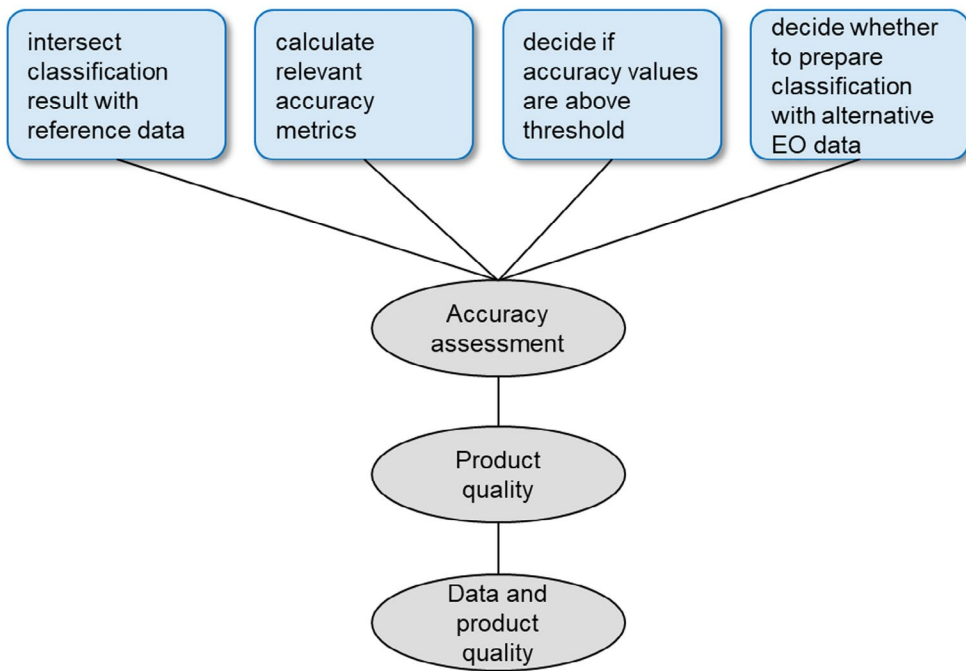 intersect
classification
result with
reference data
calculate
relevant
accuracy
metrics
decide if
accuracy values
are above
threshold
decide whether
to prepare
classification
with alternative
EO data
Accuracy
assessment
Product
quality
Data and
product
quality